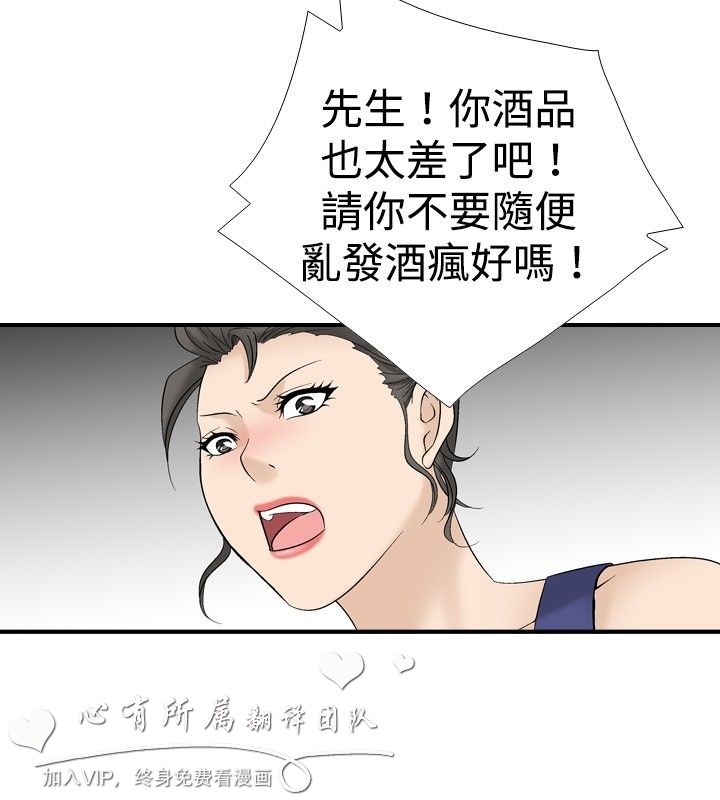 先生！你酒品
也太差了吧！
請你不要隨便
亂發酒瘋好嗎！
心有所属翻译团队
加入VIP，终身免费看漫画